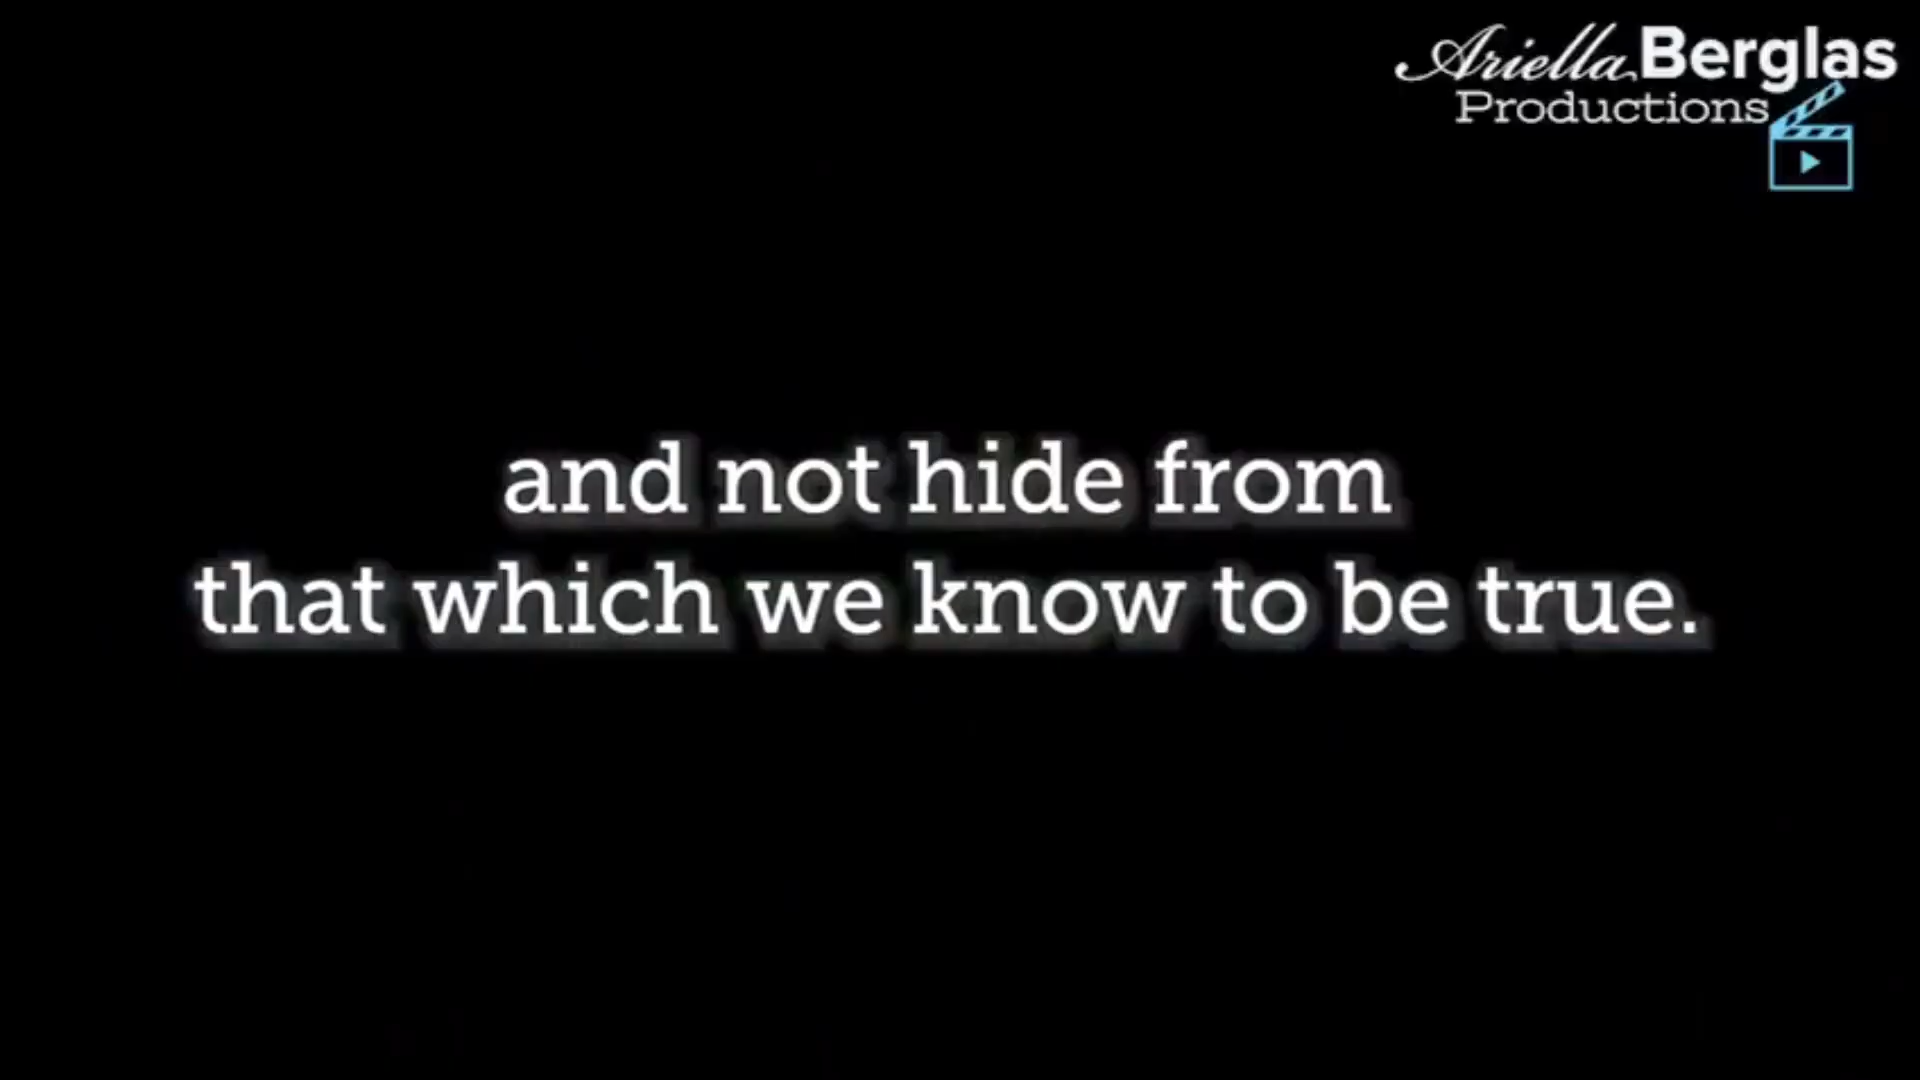 Ariella Berglas
Productions
and not hide from
that which we know to be true.